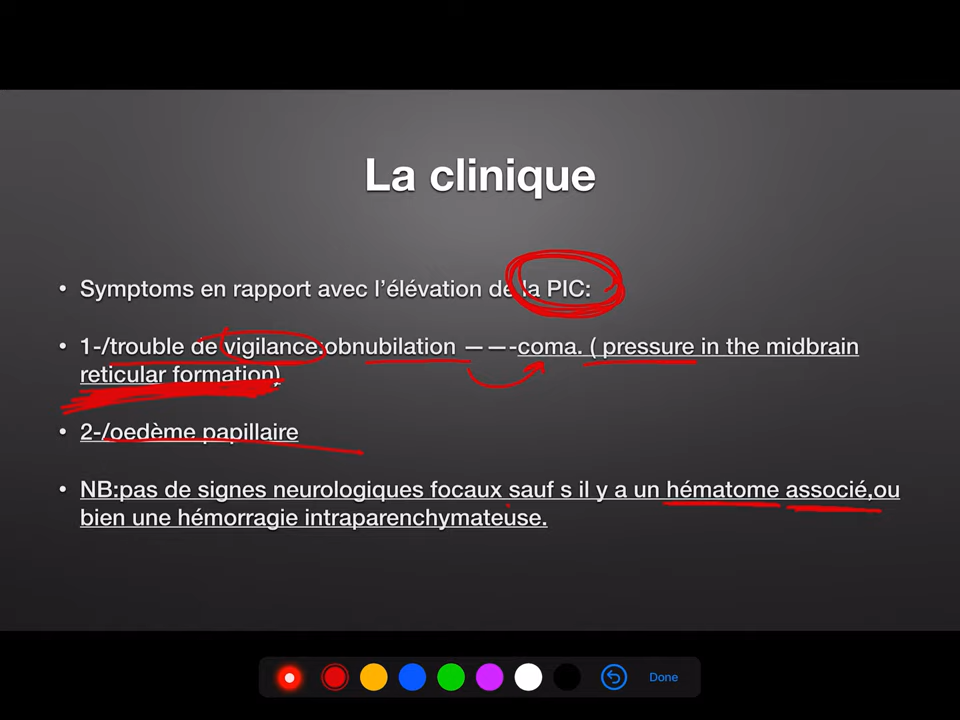 La clinique
• Symptoms en rapport avec l’élévation de la PIC:
• 1-/trouble de vigilance:obnubilation ——-coma. ( pressure in the midbrain
reticular formation)
• 2-/oedème papillaire
• NB:pas de signes neurologiques focaux sauf s il y a un hématome associé,ou
bien une hémorragie intraparenchymateuse.
Done